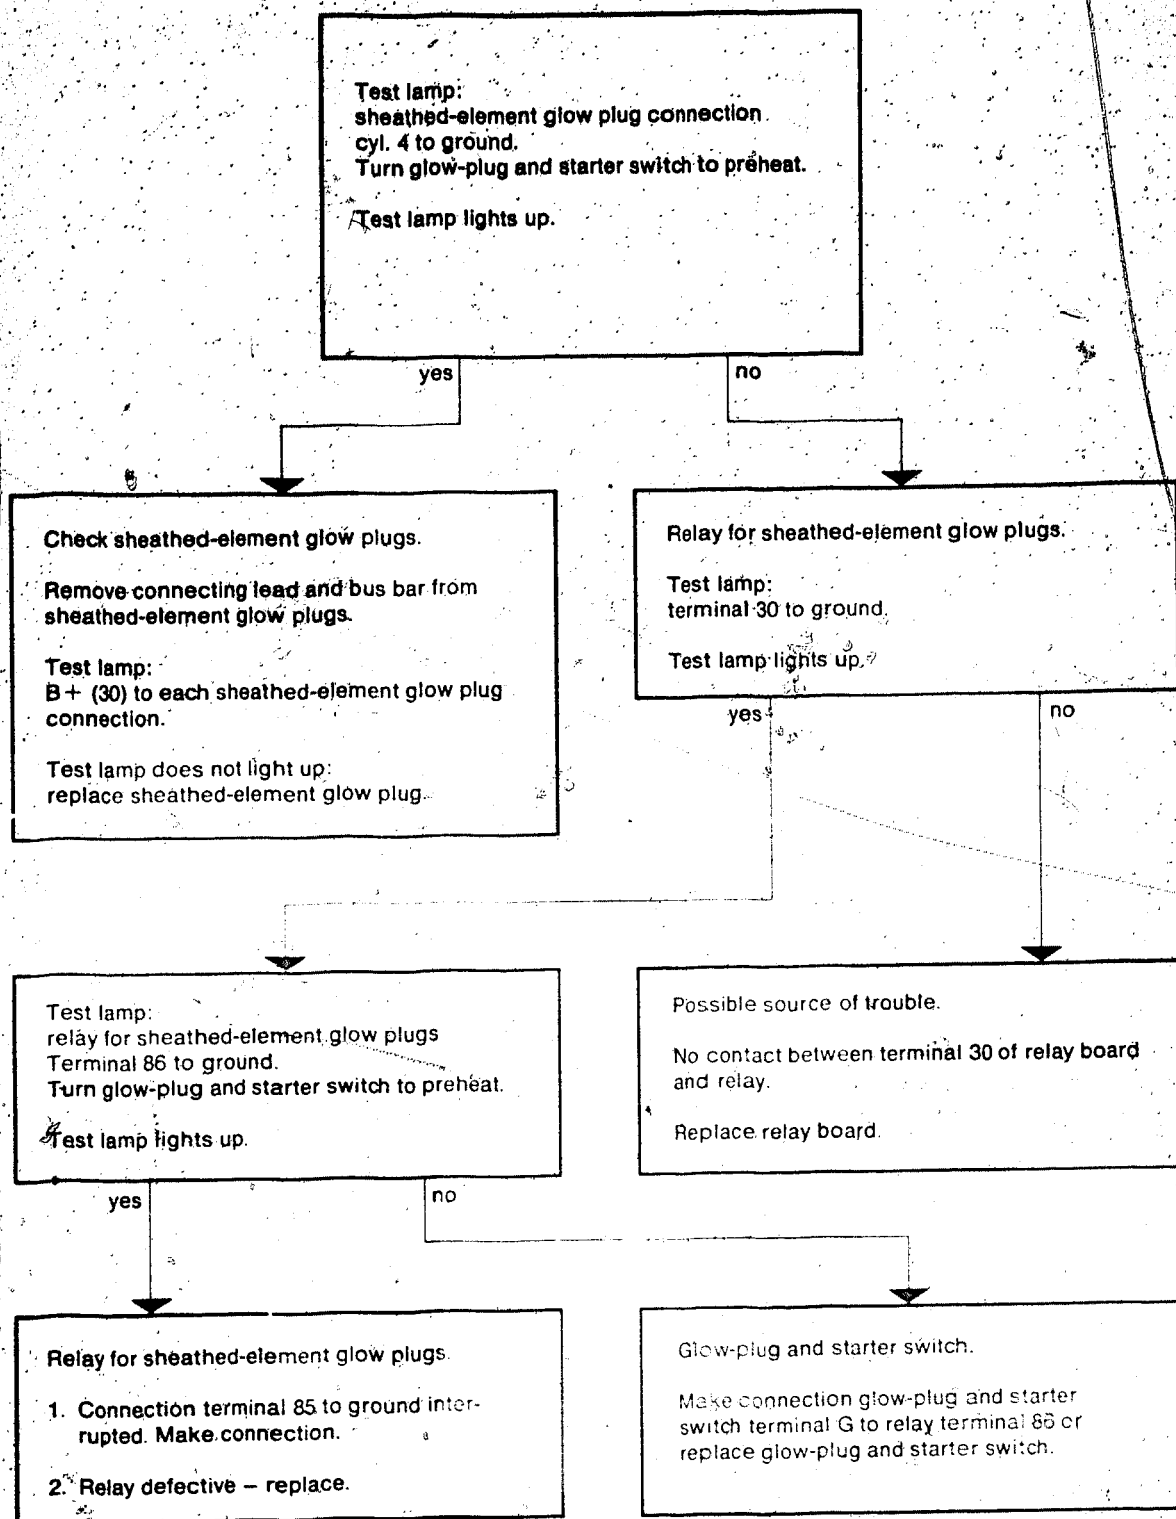 Test lamp:
sheathed-element glow plug connection
cyl. 4 to ground.
Turn glow-plug and starter switch to preheat.
Test lamp lights up.
yes
no
Check sheathed-element glow plugs.
Remove connecting lead and bus bar from
sheathed-element glow plugs.
Test lamp:
B+ (30) to each sheathed-element glow plug
connection.
Test lamp does not light up:
replace sheathed-element glow plug.
Relay for sheathed-element glow plugs.
Test lamp:
terminal 30 to ground.
Test lamp lights up.
yes
no
Test lamp:
relay for sheathed-element glow plugs
Terminal 86 to ground.
Turn glow-plug and starter switch to preheat.
Test lamp lights up.
Possible source of trouble.
No contact between terminal 30 of relay board
and relay.
Replace relay board.
yes
no
Relay for sheathed-element glow plugs.
1. Connection terminal 85 to ground inter-
rupted. Make connection.
2. Relay defective – replace.
Glow-plug and starter switch.
Make connection glow-plug and starter
switch terminal G to relay terminal 86 or
replace glow-plug and starter switch.